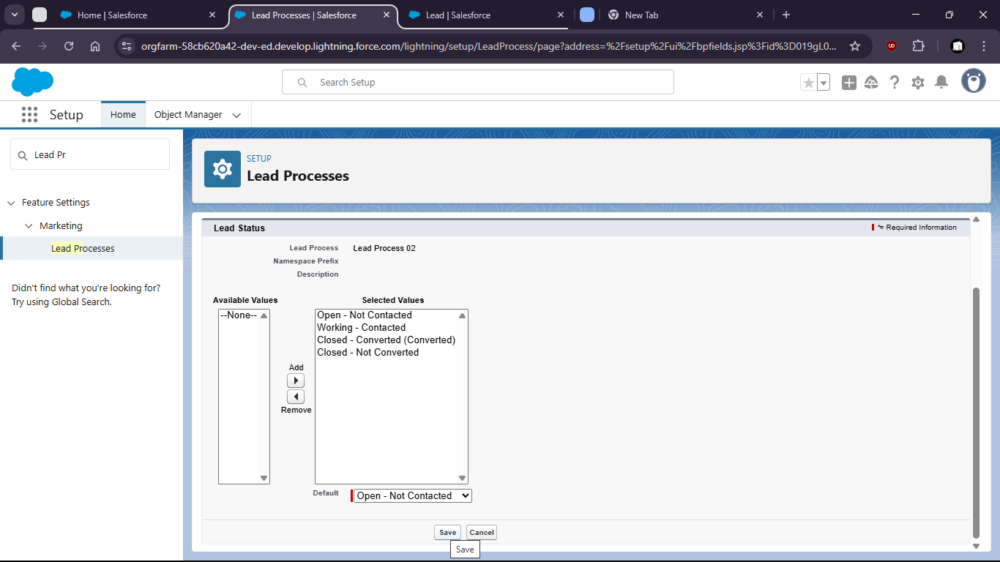 Home | Salesforce
Lead Processes | Salesforce
Lead | Salesforce
New Tab
orgfarm-58cb620a42-dev-ed.develop.lightning.force.com/lightning/setup/LeadProcess/page?address=%2Fsetup%2Fui%2Fbpfields.jsp%3Fid%3D019gL0...
UD
Search Setup
Setup
Home
Object Manager
Lead Pr
SETUP
Lead Processes
Feature Settings
Marketing
Lead Processes
Didn't find what you're looking for?
Try using Global Search.
Lead Status
= Required Information
Lead Process Lead Process 02
Namespace Prefix
Description
Available Values
Selected Values
--None--
Open - Not Contacted
Working - Contacted
Closed - Converted (Converted)
Closed - Not Converted
Add
Remove
Default Open - Not Contacted
Save Cancel
Save